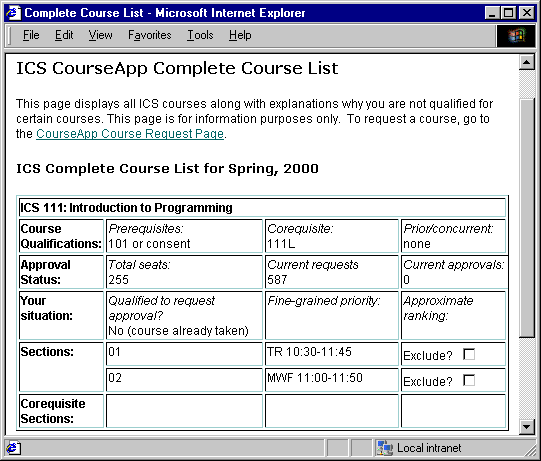 Complete Course List - Microsoft Internet Explorer
File Edit View Favorites Tools Help
ICS CourseApp Complete Course List
This page displays all ICS courses along with explanations why you are not qualified for
certain courses. This page is for information purposes only. To request a course, go to
the CourseApp Course Request Page.
ICS Complete Course List for Spring, 2000
ICS 111: Introduction to Programming
Course Prerequisites: Corequisite: Prior/concurrent:
Qualifications: 101 or consent 111L none
Approval Total seats: Current requests Current approvals:
Status: 255 587 0
Your Qualified to request Fine-grained priority: Approximate
situation: approval? ranking:
No (course already taken)
Sections: 01 TR 10:30-11:45 Exclude?
02 MWF 11:00-11:50 Exclude?
Corequisite
Sections:
Local intranet